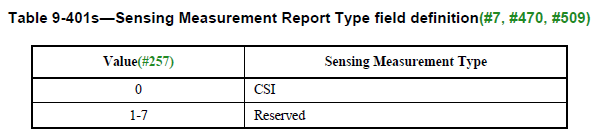 Table 9-401s—Sensing Measurement Report Type field definition(#7, #470, #509)
Value(#257) Sensing Measurement Type
0 CSI
1-7 Reserved